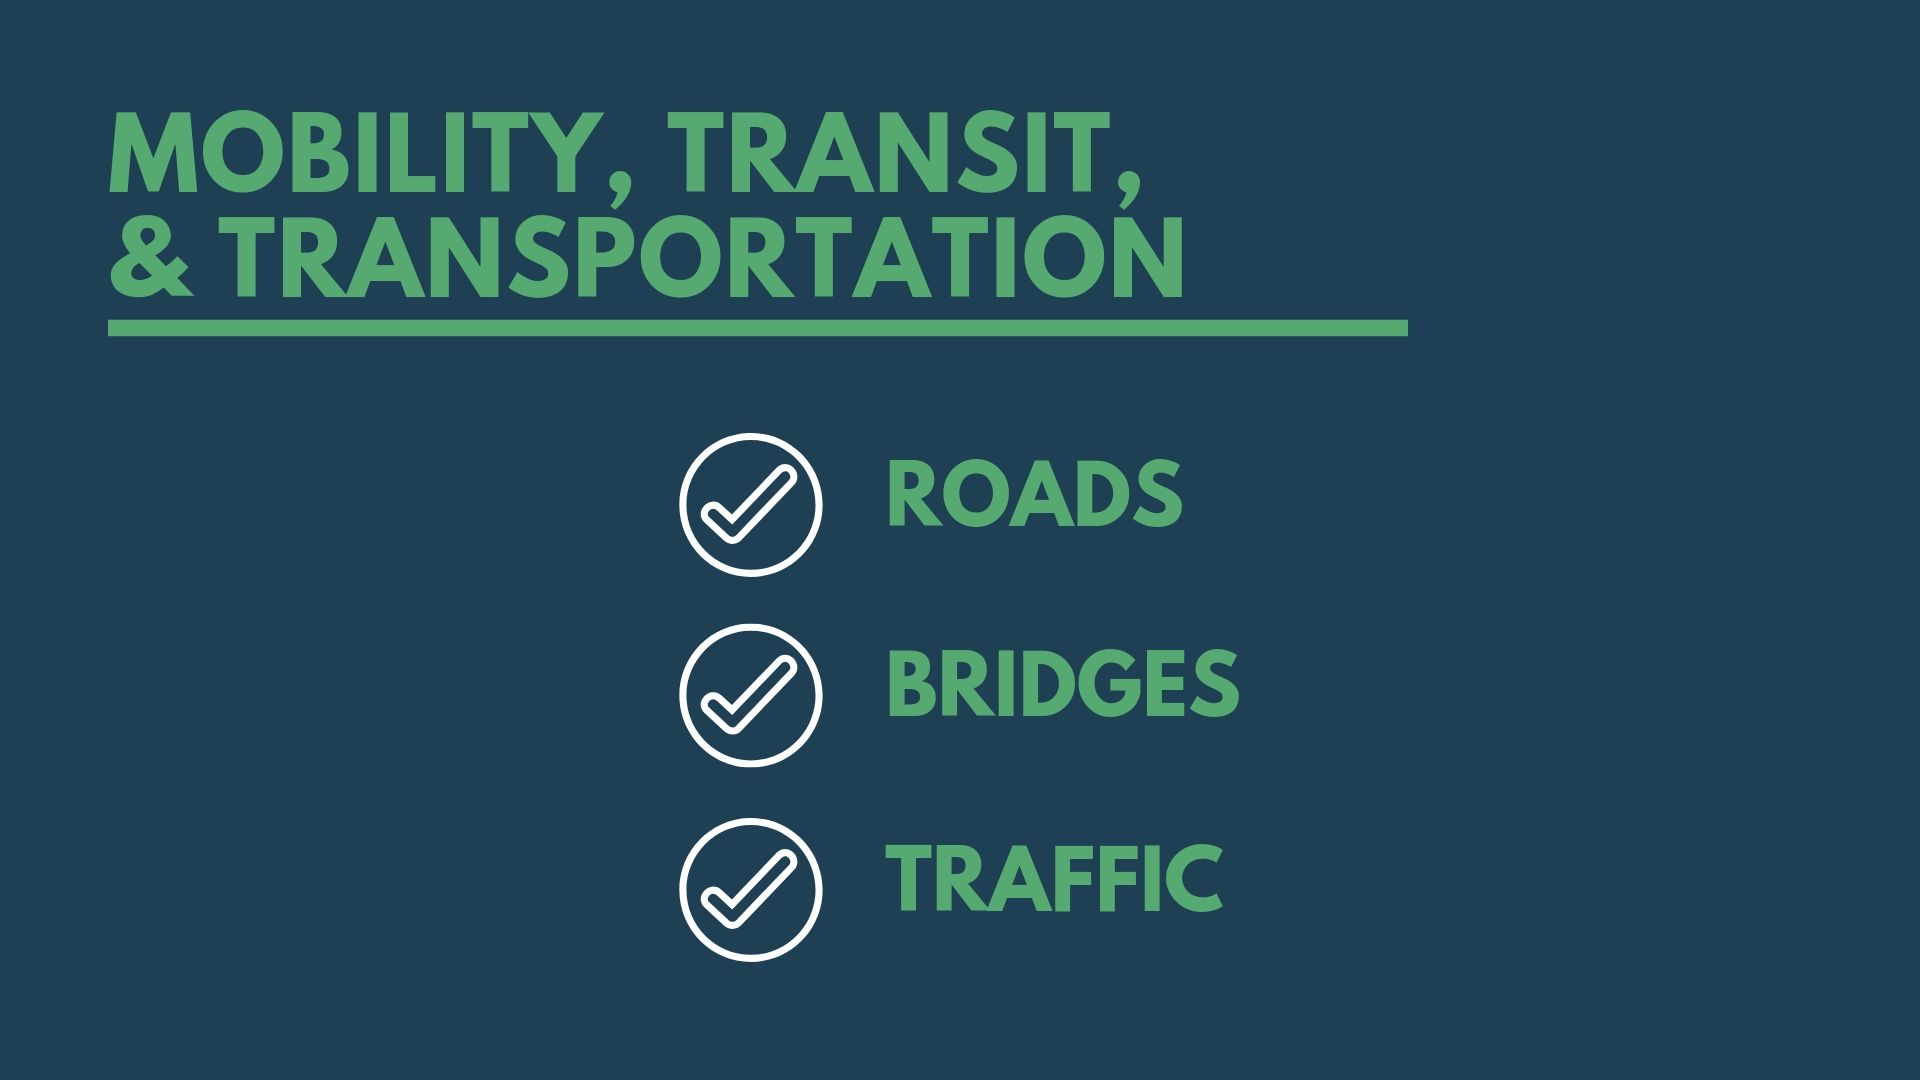 MOBILITY, TRANSIT,
& TRANSPORTATION
ROADS
BRIDGES
TRAFFIC